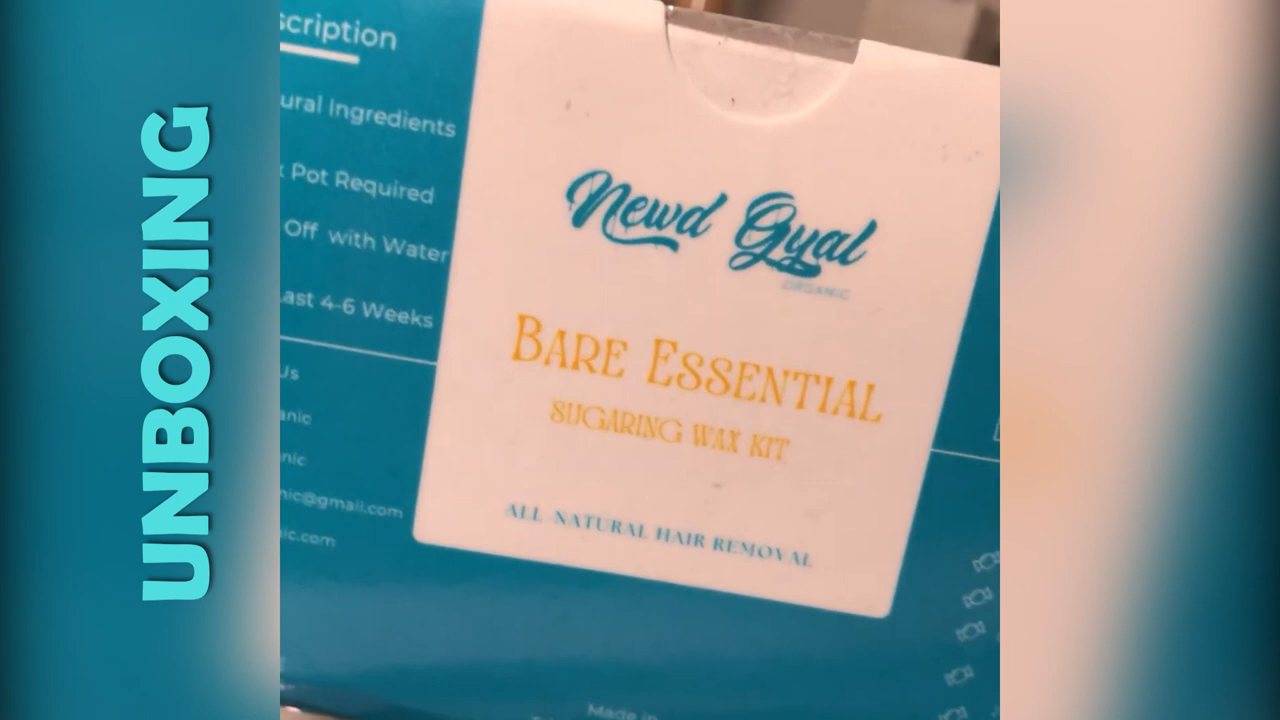 UNBOXING
scription
ural Ingredients
Pot Required
Off with Water
Last 4-6 Weeks
Us
anic
anic
nic@gmail.com
nic.com
Newd Gyal
ORGANIC
BARE ESSENTIAL
SUGARING WAX KIT
ALL NATURAL HAIR REMOVAL
Made in